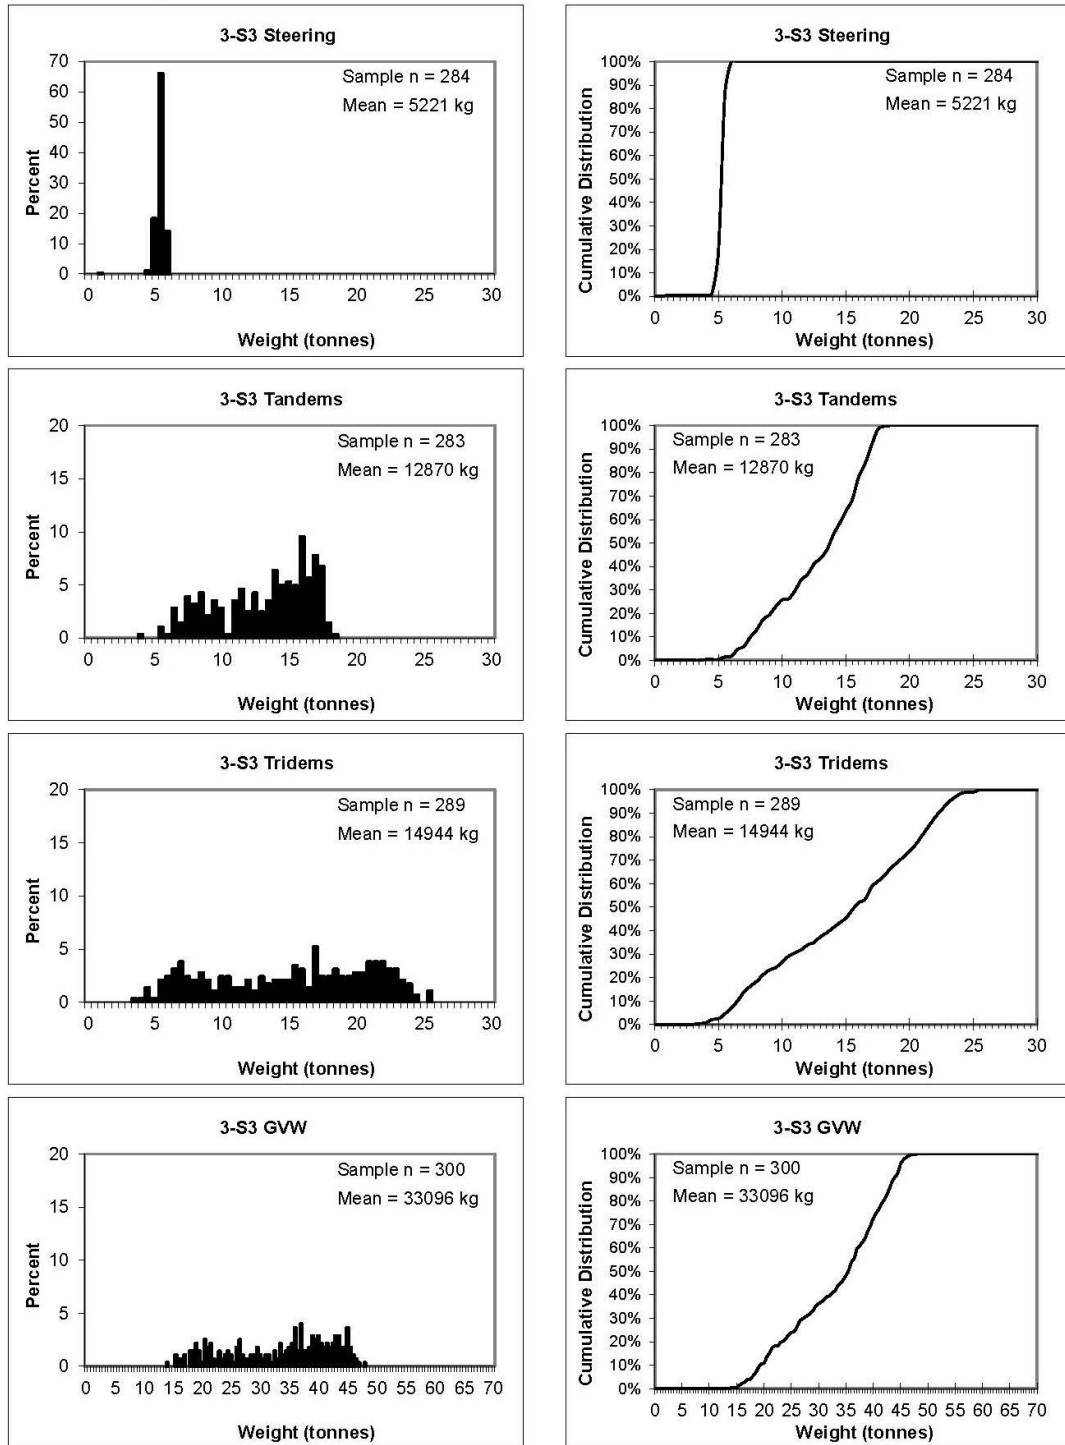 3-S3 Steering
Sample n = 284
Mean = 5221 kg
70
60
50
40
30
20
10
0
Percent
0 5 10 15 20 25 30
Weight (tonnes)
3-S3 Steering
Sample n = 284
Mean = 5221 kg
100%
90%
80%
70%
60%
50%
40%
30%
20%
10%
0%
Cumulative Distribution
0 5 10 15 20 25 30
Weight (tonnes)
3-S3 Tandems
Sample n = 283
Mean = 12870 kg
20
15
10
5
0
Percent
0 5 10 15 20 25 30
Weight (tonnes)
3-S3 Tandems
Sample n = 283
Mean = 12870 kg
100%
90%
80%
70%
60%
50%
40%
30%
20%
10%
0%
Cumulative Distribution
0 5 10 15 20 25 30
Weight (tonnes)
3-S3 Tridems
Sample n = 289
Mean = 14944 kg
20
15
10
5
0
Percent
0 5 10 15 20 25 30
Weight (tonnes)
3-S3 Tridems
Sample n = 289
Mean = 14944 kg
100%
90%
80%
70%
60%
50%
40%
30%
20%
10%
0%
Cumulative Distribution
0 5 10 15 20 25 30
Weight (tonnes)
3-S3 GVW
Sample n = 300
Mean = 33096 kg
20
15
10
5
0
Percent
0 5 10 15 20 25 30 35 40 45 50 55 60 65 70
Weight (tonnes)
3-S3 GVW
Sample n = 300
Mean = 33096 kg
100%
90%
80%
70%
60%
50%
40%
30%
20%
10%
0%
Cumulative Distribution
0 5 10 15 20 25 30 35 40 45 50 55 60 65 70
Weight (tonnes)